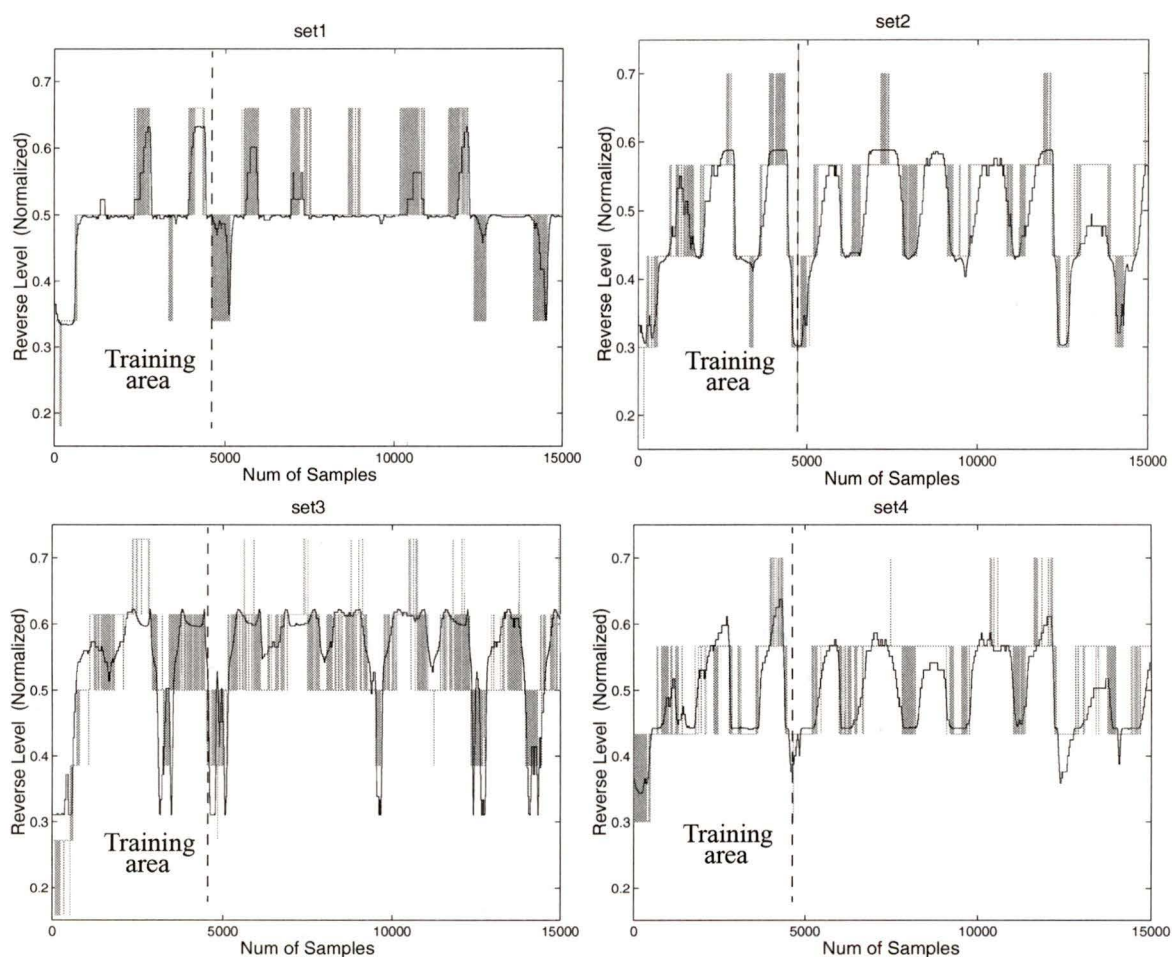 set1
0.7
0.6
0.5
0.4
0.3
0.2
Reverse Level (Normalized)
Training
area
0
5000
10000
15000
Num of Samples
set2
0.7
0.6
0.5
0.4
0.3
0.2
Reverse Level (Normalized)
Training
area
0
5000
10000
15000
Num of Samples
set3
0.7
0.6
0.5
0.4
0.3
0.2
Reverse Level (Normalized)
Training
area
0
5000
10000
15000
Num of Samples
set4
0.7
0.6
0.5
0.4
0.3
0.2
Reverse Level (Normalized)
Training
area
0
5000
10000
15000
Num of Samples